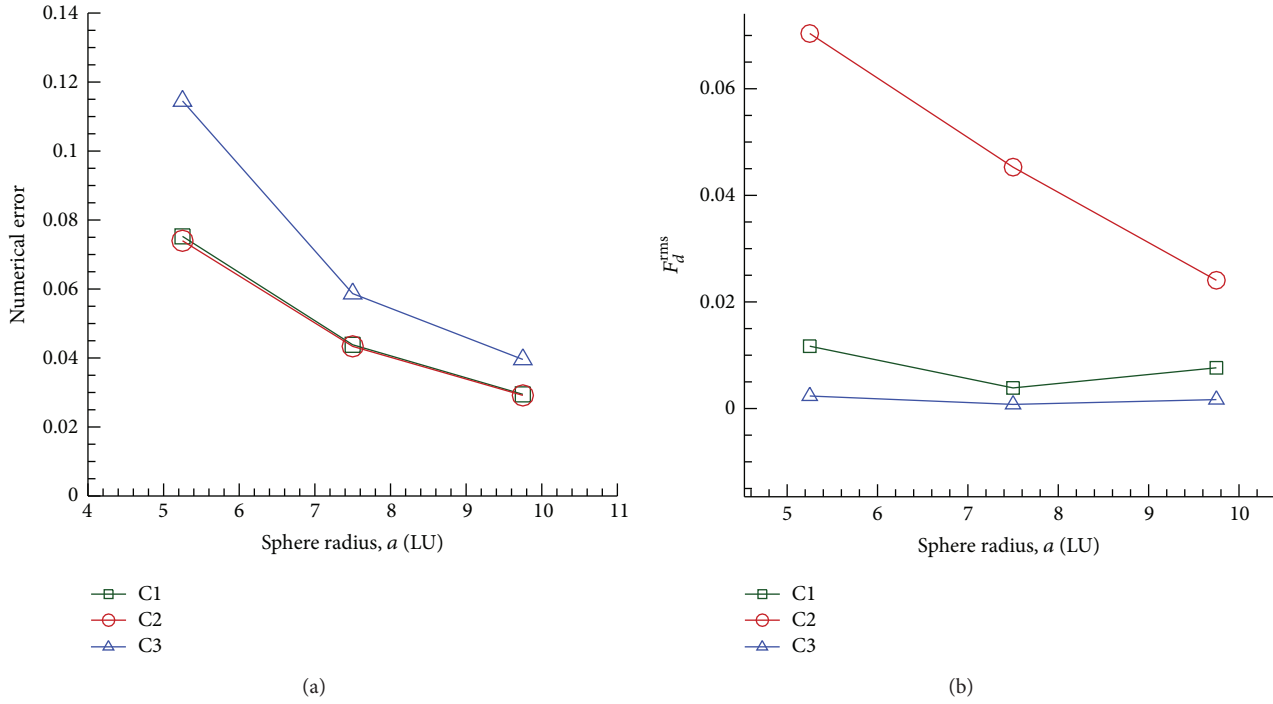 0.14
0.12
0.1
0.08
0.06
0.04
0.02
0
Numerical error
4 5 6 7 8 9 10 11
Sphere radius, a (LU)
C1
C2
C3
(a)
0.06
0.04
0.02
0
F_d^rms
5 6 7 8 9 10
Sphere radius, a (LU)
C1
C2
C3
(b)